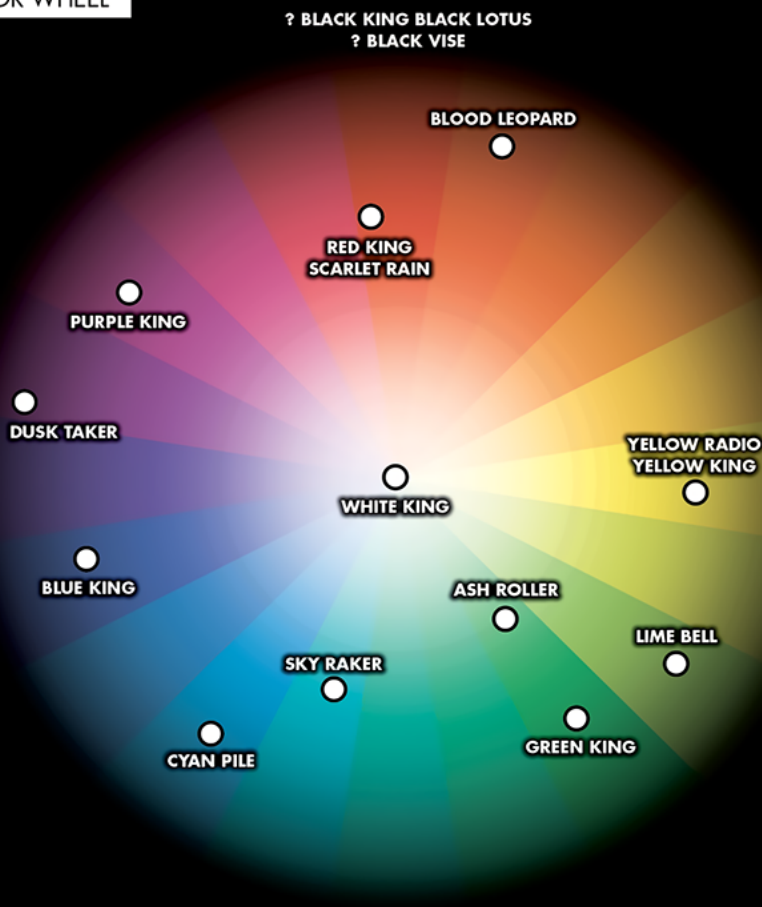 WHEEL
? BLACK KING BLACK LOTUS
? BLACK VISE
BLOOD LEOPARD
RED KING
SCARLET RAIN
PURPLE KING
DUSK TAKER
YELLOW RADIO
YELLOW KING
WHITE KING
BLUE KING
ASH ROLLER
LIME BELL
SKY RAKER
GREEN KING
CYAN PILE